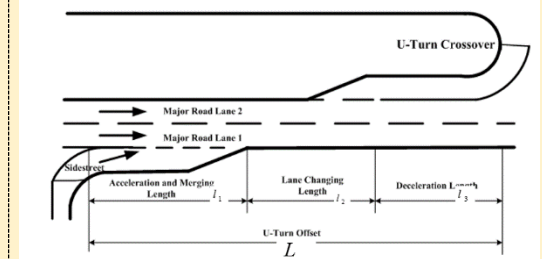 U-Turn Crossover
Major Road Lane 2
Major Road Lane 1
Sidestreet
Acceleration and Merging
Length l₁
Lane Changing
Length l₂
Deceleration
l₃
U-Turn Offset
L